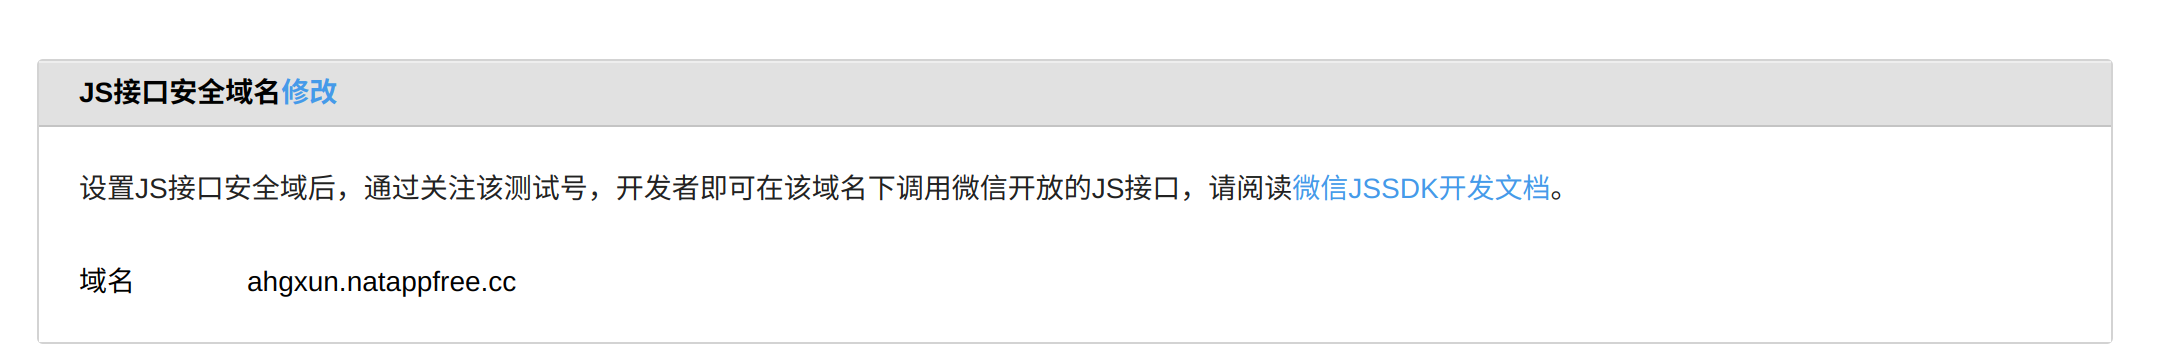 JS接口安全域名修改
设置JS接口安全域后，通过关注该测试号，开发者即可在该域名下调用微信开放的JS接口，请阅读微信JSSDK开发文档。
域名 ahgxun.natappfree.cc